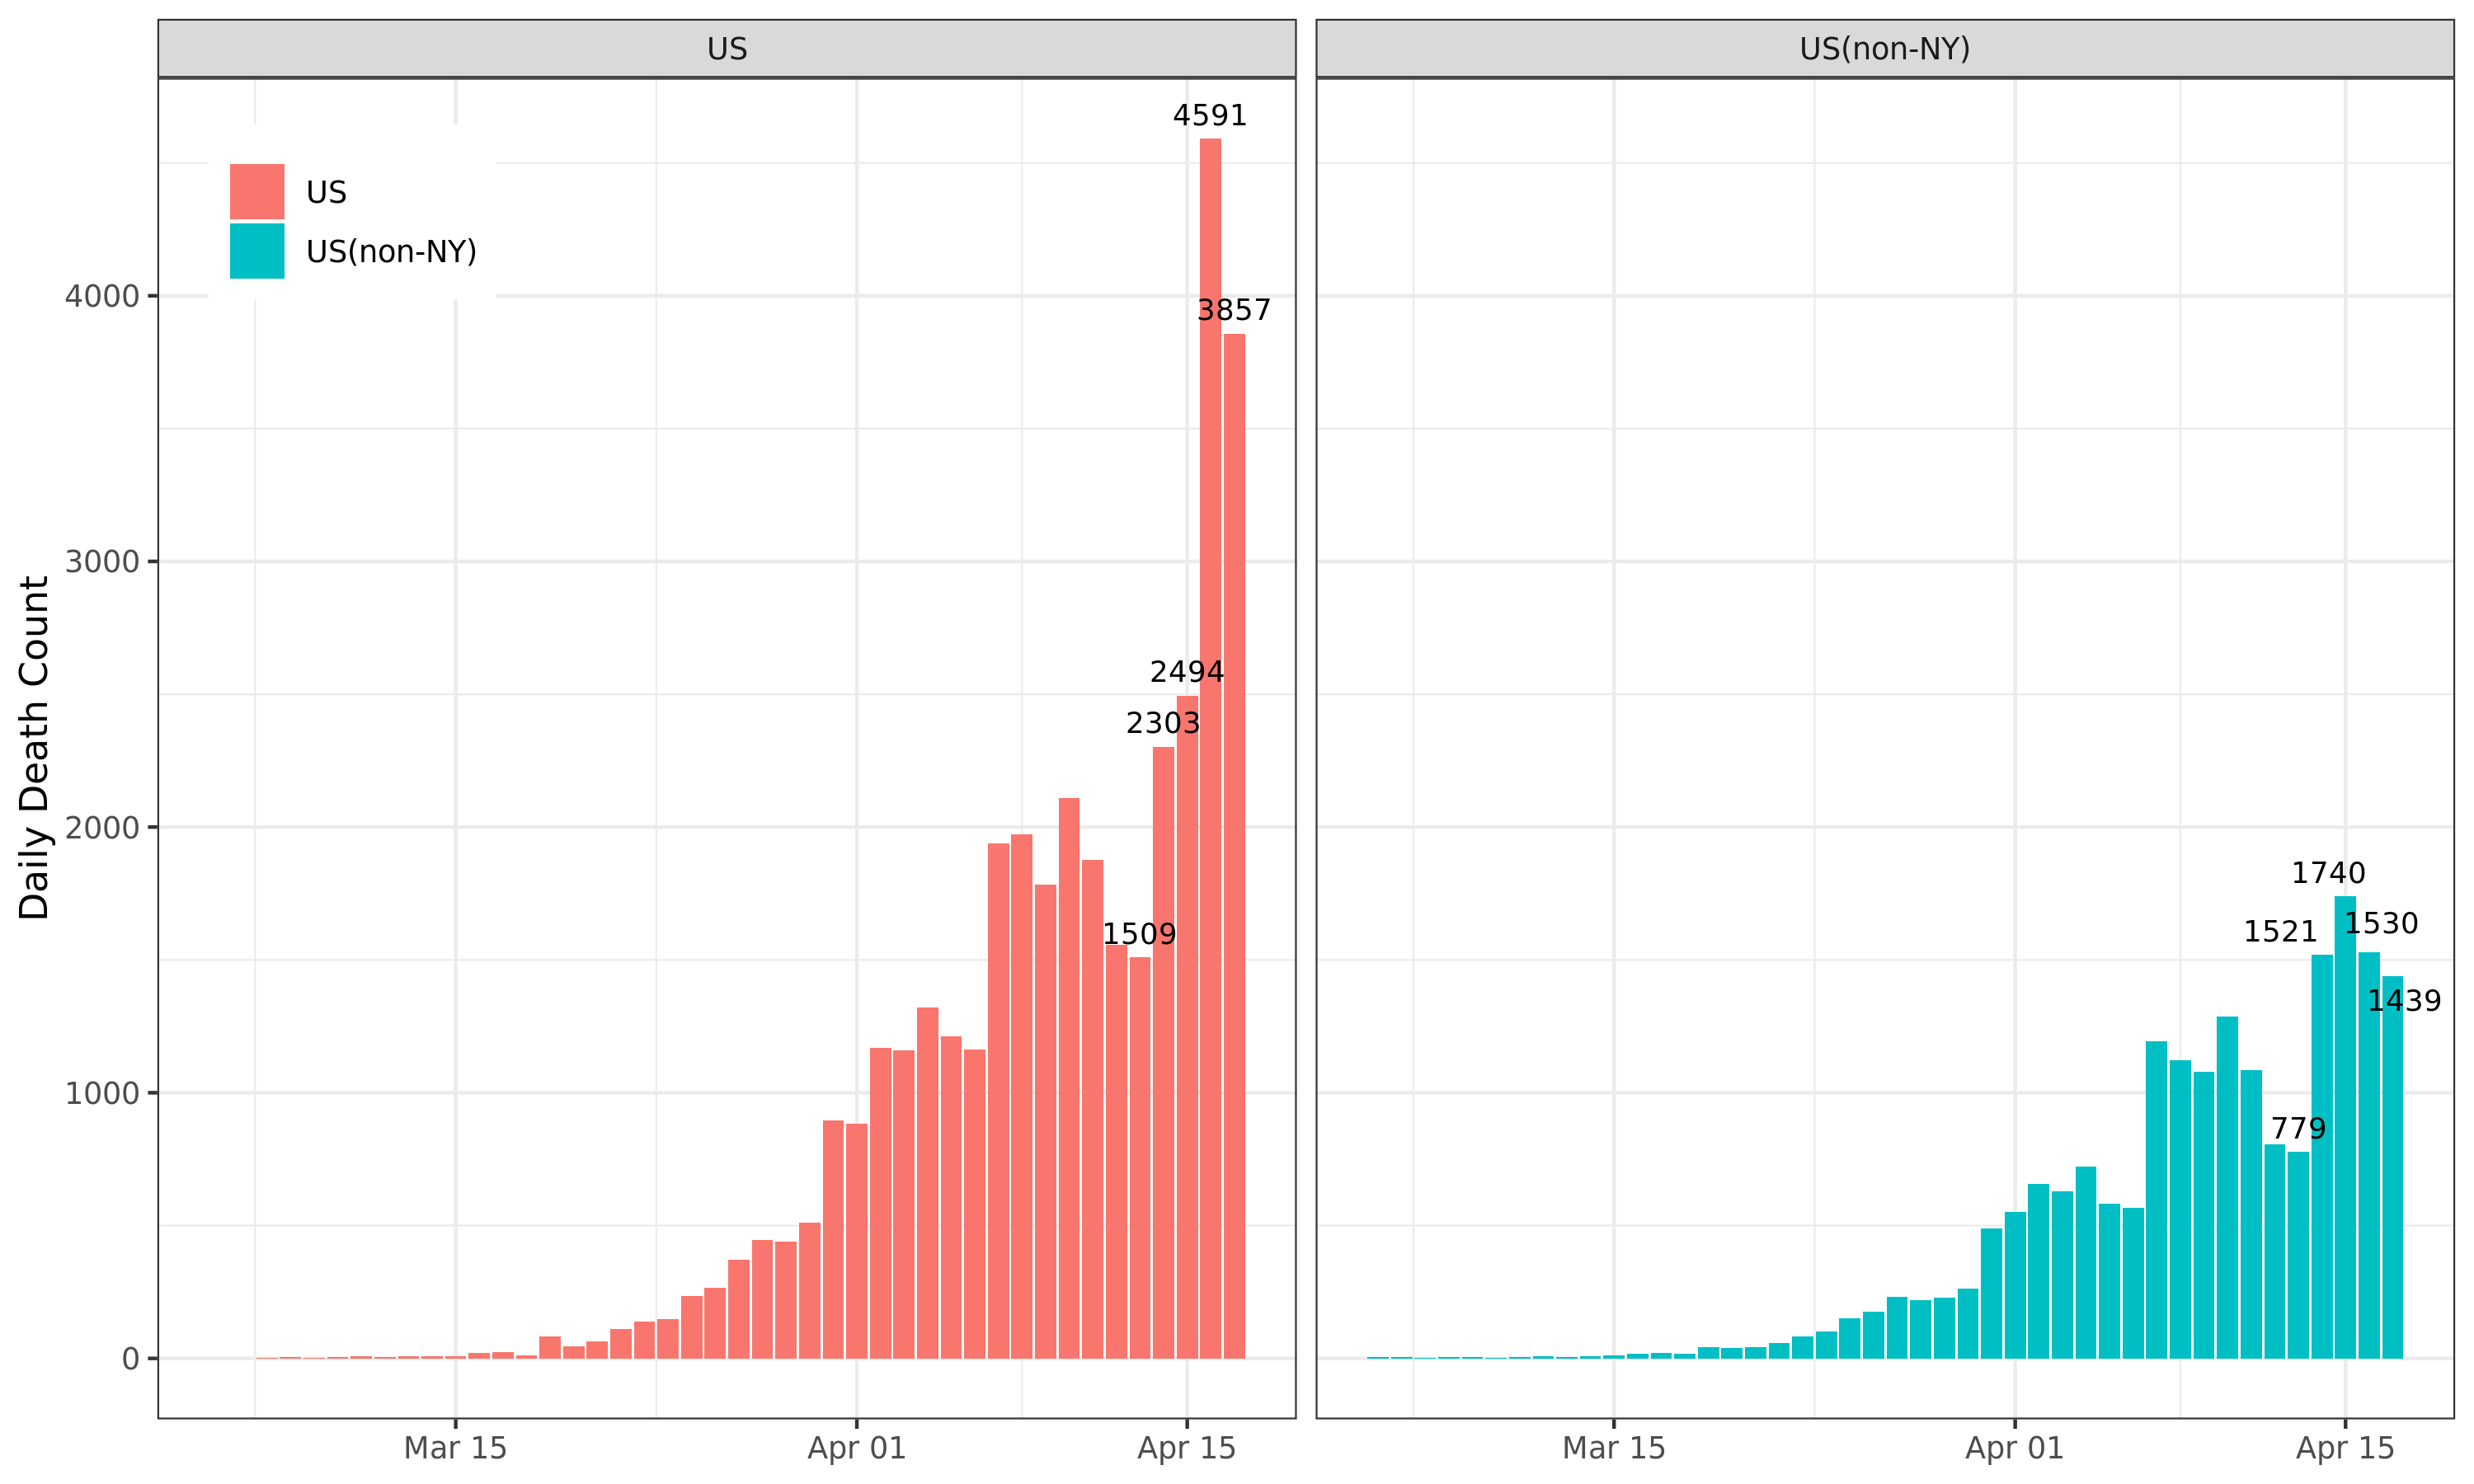 US
US(non-NY)
Daily Death Count
4000
3000
2000
1000
0
US
US(non-NY)
4591
3857
2494
2303
1509
1740
1521
1530
1439
779
Mar 15
Apr 01
Apr 15
Mar 15
Apr 01
Apr 15